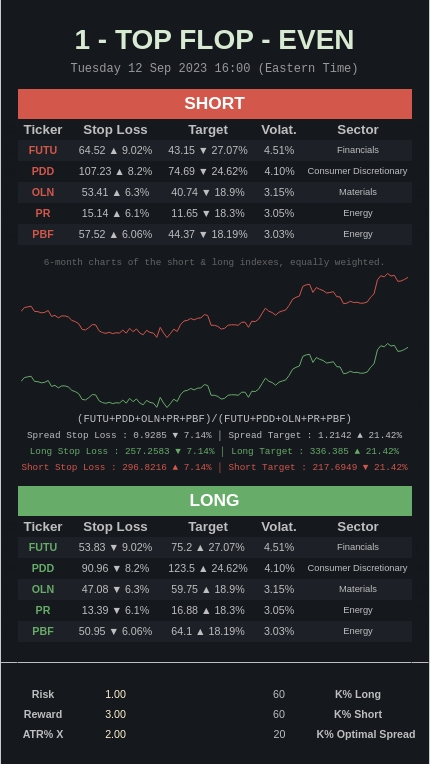 1 - TOP FLOP - EVEN
Tuesday 12 Sep 2023 16:00 (Eastern Time)
SHORT
Ticker Stop Loss Target Volat. Sector
FUTU 64.52 ▲ 9.02% 43.15 ▼ 27.07% 4.51% Financials
PDD 107.23 ▲ 8.2% 74.69 ▼ 24.62% 4.10% Consumer Discretionary
OLN 53.41 ▲ 6.3% 40.74 ▼ 18.9% 3.15% Materials
PR 15.14 ▲ 6.1% 11.65 ▼ 18.3% 3.05% Energy
PBF 57.52 ▲ 6.06% 44.37 ▼ 18.19% 3.03% Energy
6-month charts of the short & long indexes, equally weighted.
(FUTU+PDD+OLN+PR+PBF)/(FUTU+PDD+OLN+PR+PBF)
Spread Stop Loss : 0.9285 ▼ 7.14% | Spread Target : 1.2142 ▲ 21.42%
Long Stop Loss : 257.2583 ▼ 7.14% | Long Target : 336.385 ▲ 21.42%
Short Stop Loss : 296.8216 ▲ 7.14% | Short Target : 217.6949 ▼ 21.42%
LONG
Ticker Stop Loss Target Volat. Sector
FUTU 53.83 ▼ 9.02% 75.2 ▲ 27.07% 4.51% Financials
PDD 90.96 ▼ 8.2% 123.5 ▲ 24.62% 4.10% Consumer Discretionary
OLN 47.08 ▼ 6.3% 59.75 ▲ 18.9% 3.15% Materials
PR 13.39 ▼ 6.1% 16.88 ▲ 18.3% 3.05% Energy
PBF 50.95 ▼ 6.06% 64.1 ▲ 18.19% 3.03% Energy
Risk 1.00 60 K% Long
Reward 3.00 60 K% Short
ATR% X 2.00 20 K% Optimal Spread